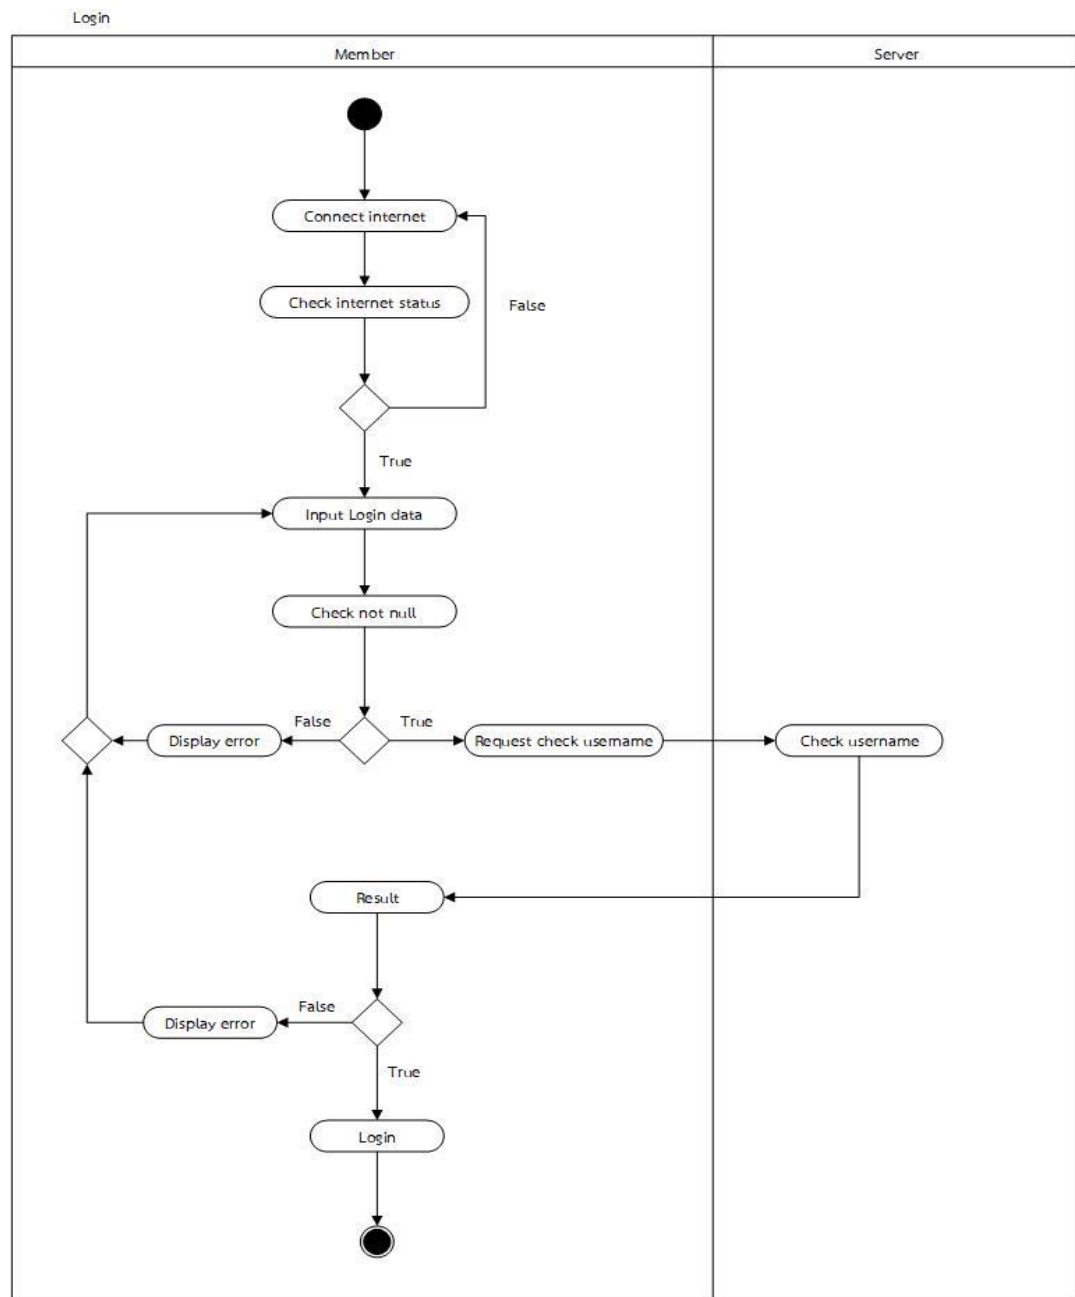 Login
Member
Server
Connect internet
Check internet status
False
True
Input Login data
Check not null
False
True
Display error
Request check username
Check username
Result
False
Display error
True
Login